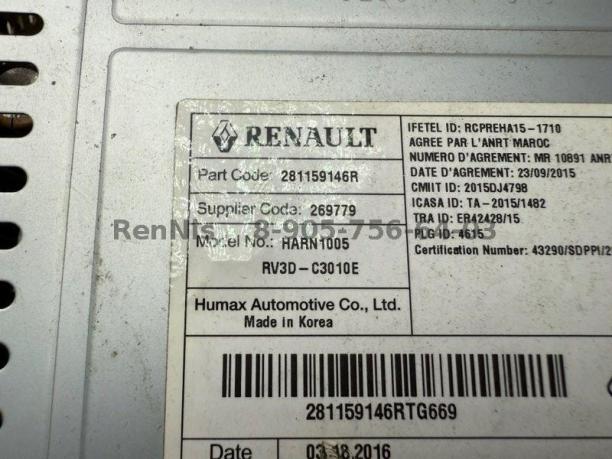 RENAULT
Part Code: 281159146R
Supplier Code: 269779
Model No.: HARN1005
RV3D-C3010E
Humax Automotive Co., Ltd.
Made in Korea
IFETEL ID: RCPREHA15-1710
AGREE PAR L'ANRT MAROC
NUMERO D'AGREMENT: MR 10891 ANR
DATE D'AGREMENT: 23/09/2015
CMIIT ID: 2015DJ4798
ICASA ID: TA-2015/1482
TRA ID: ER42428/15
PLG ID: 4615
Certification Number: 43290/SDPPI/2
281159146RTG669
Date 03.18.2016
RenNis 8-905-756-